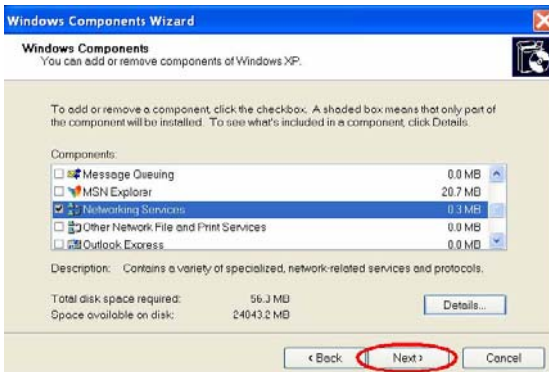 Windows Components Wizard
Windows Components
You can add or remove components of Windows XP.
To add or remove a component, click the checkbox. A shaded box means that only part of
the component will be installed. To see what's included in a component, click Details.
Components:
Message Queuing 0.0 MB
MSN Explorer 20.7 MB
Networking Services 0.3 MB
Other Network File and Print Services 0.0 MB
Outlook Express 0.0 MB
Description: Contains a variety of specialized, network-related services and protocols.
Total disk space required: 56.3 MB
Space available on disk: 24043.2 MB
Details...
< Back Next > Cancel